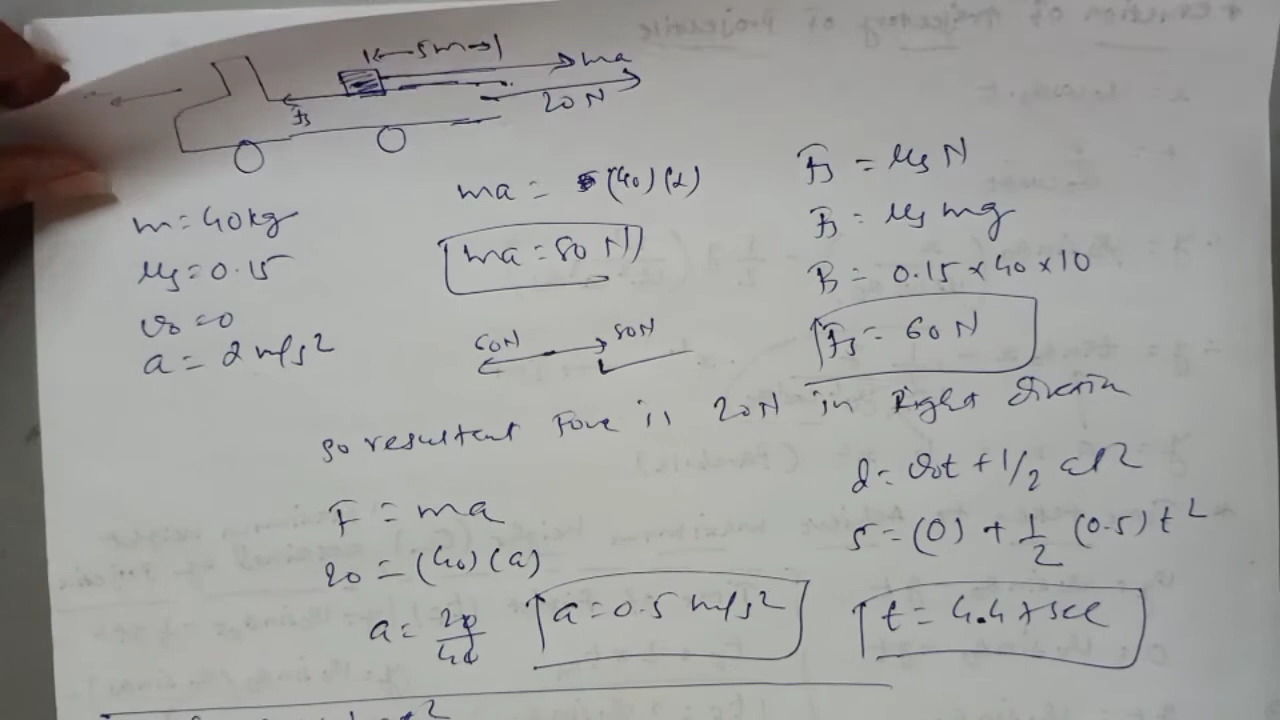 5m
ma
20 N
fs
m = 40kg
μs = 0.15
v0 = 0
a = 2 m/s2
ma = (40)(2)
ma = 80 N
60N 80N
Fs = μs N
Fs = μs mg
Fs = 0.15 x 40 x 10
Fs = 60 N
so resultent Force is 20N in Right direction
F = ma
20 = (40) (a)
a = 20/40
a = 0.5 m/s2
d = v0t + 1/2 at2
5 = (0) + 1/2 (0.5) t2
t = 4.47 sec